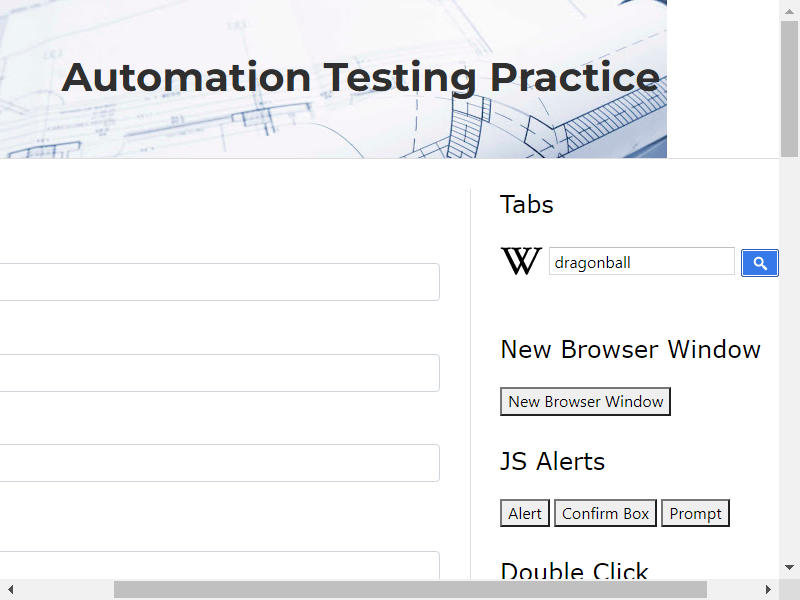 Automation Testing Practice
Tabs
W dragonball
New Browser Window
New Browser Window
JS Alerts
Alert Confirm Box Prompt
Double Click